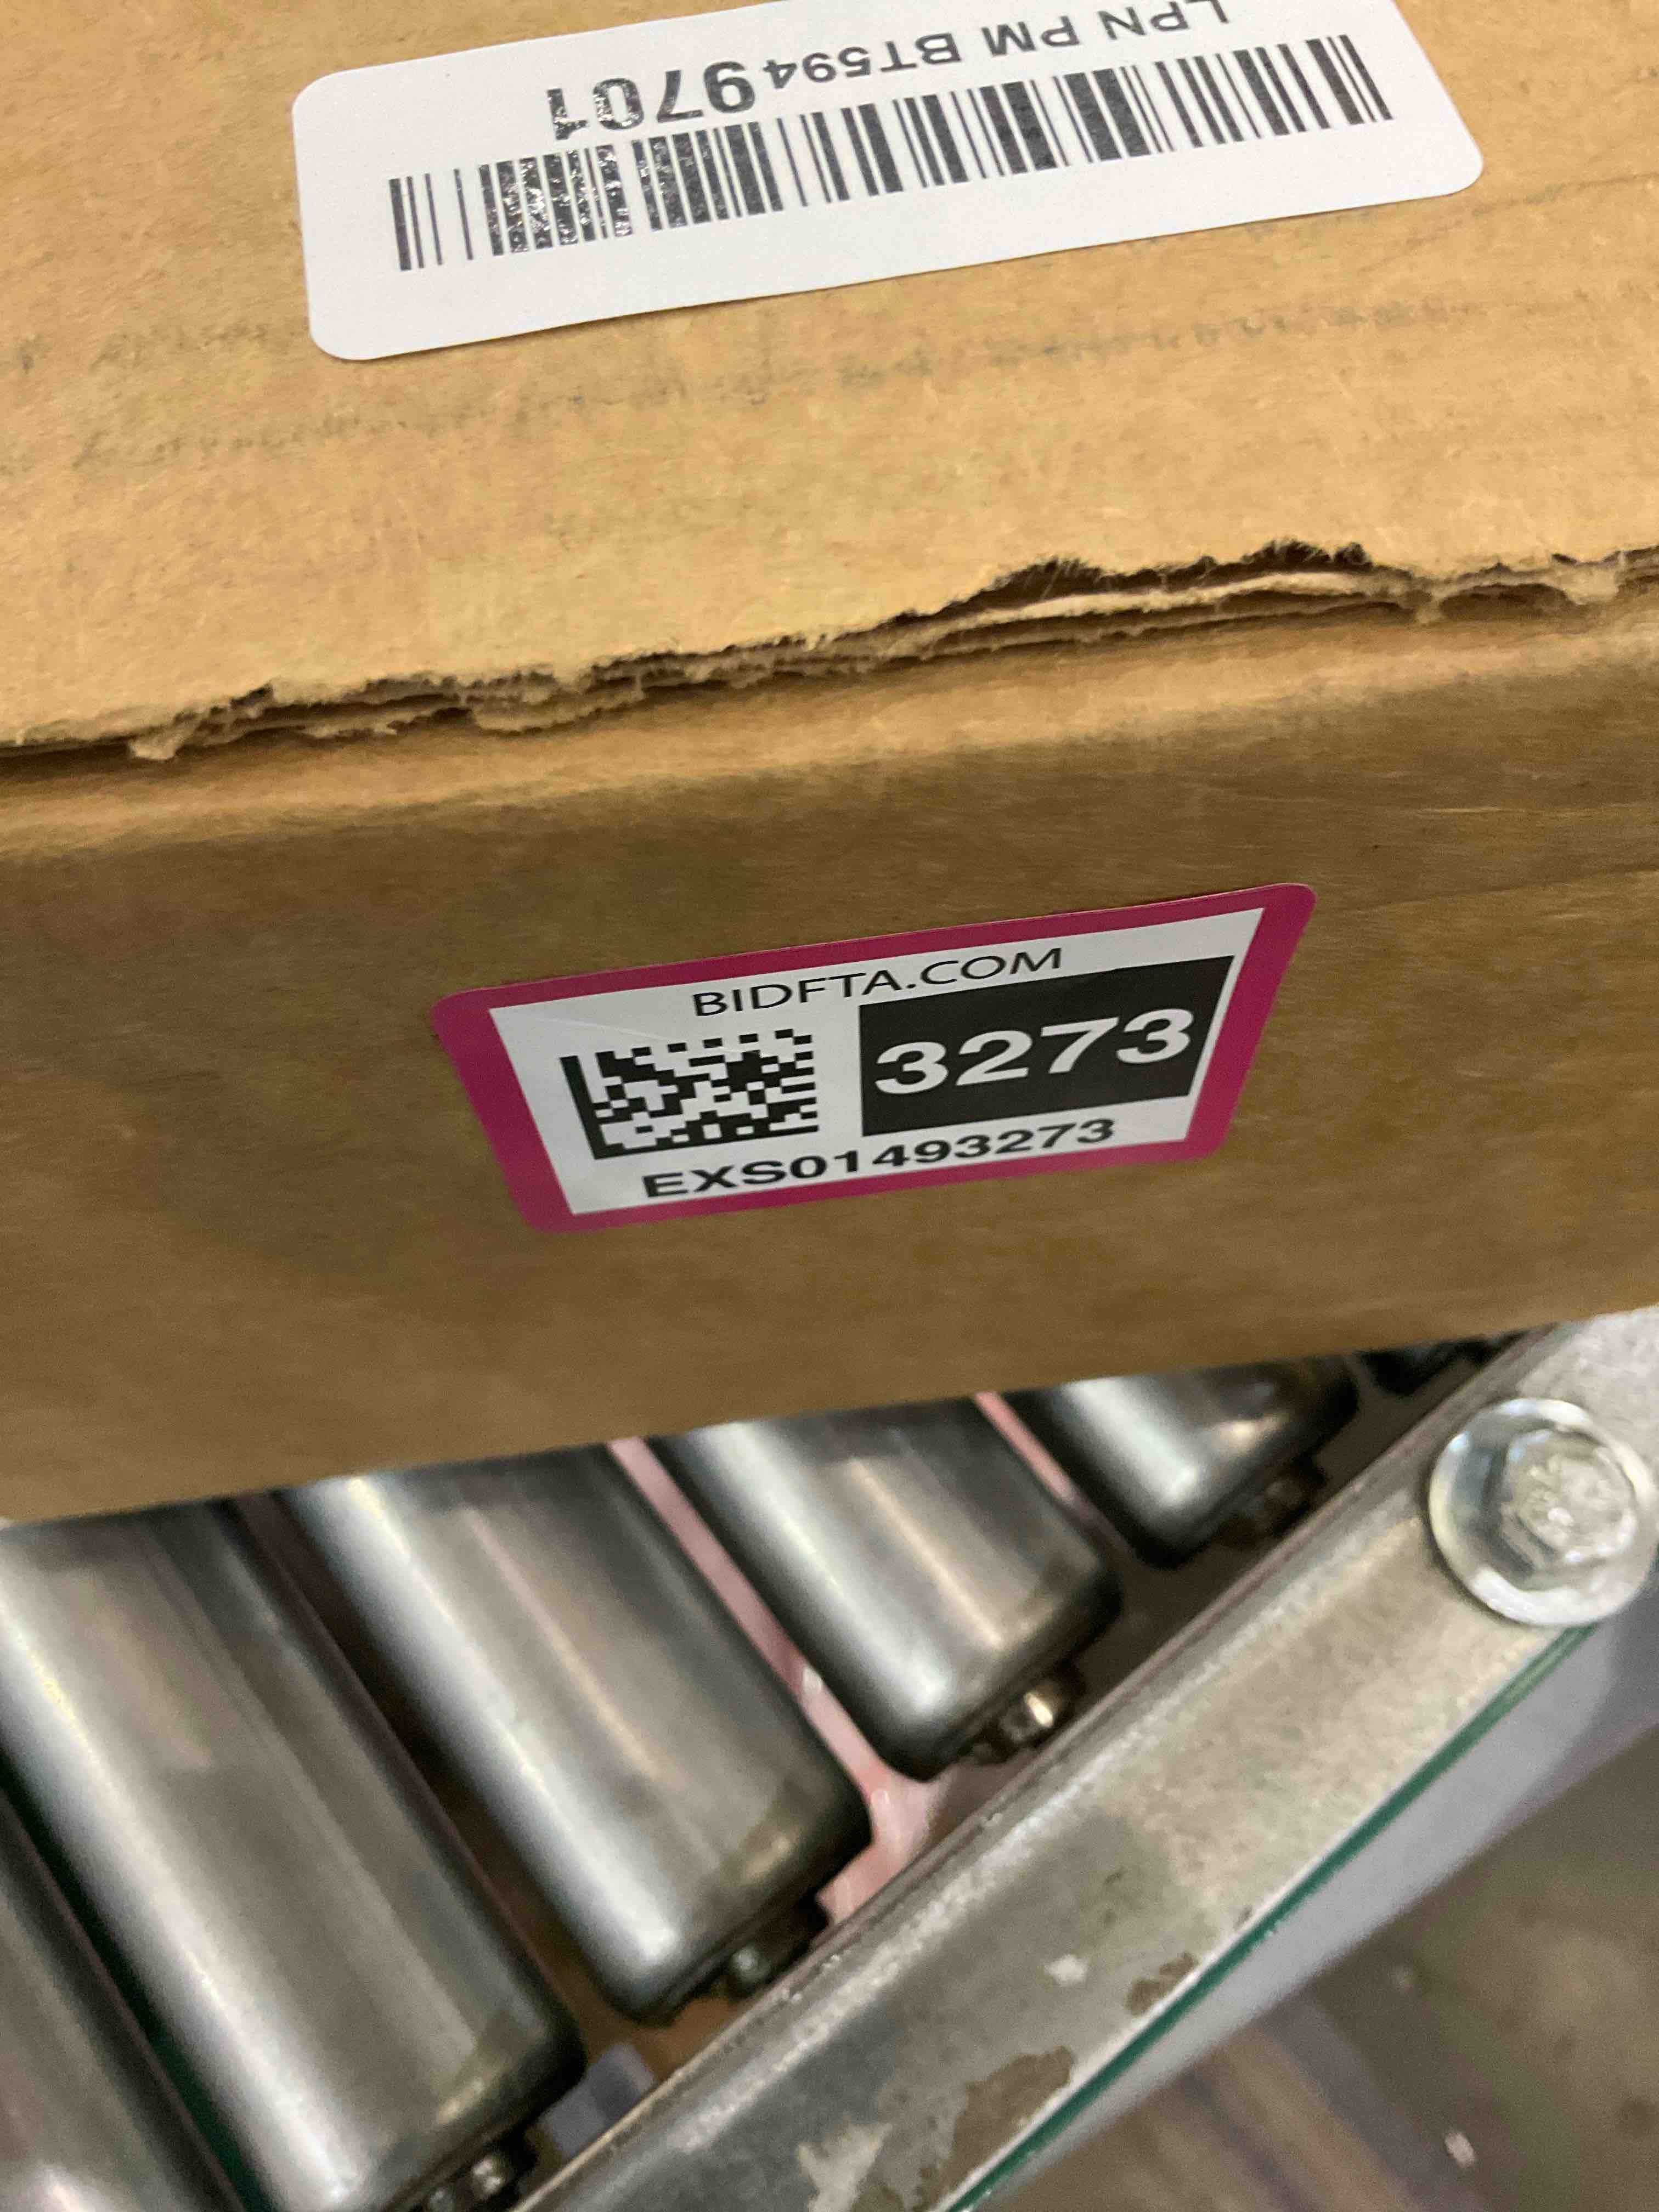 LPN PM BT5949701
BIDFTA.COM
3273
EXS01493273